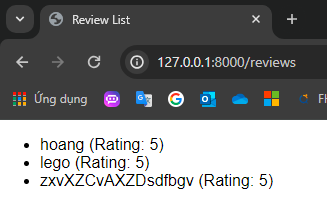 Review List
127.0.0.1:8000/reviews
Ứng dụng
hoang (Rating: 5)
lego (Rating: 5)
zxvXZCvAXZDsdfbgv (Rating: 5)